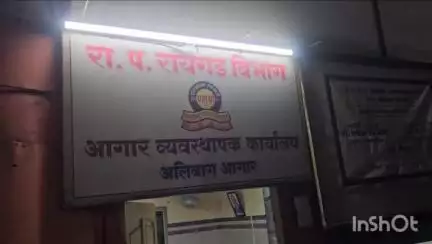 रा. प. रायगड विभाग
आगार व्यवस्थापक कार्यालय
अलिबाग आगार
InShOt